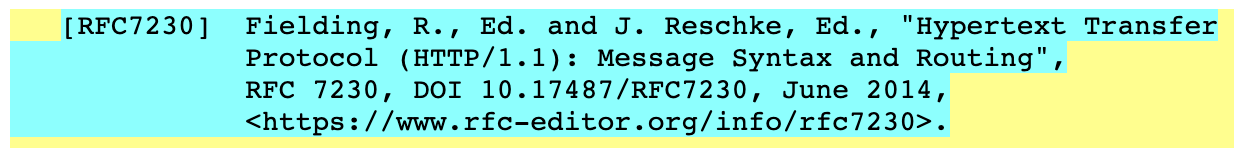 [RFC7230]  Fielding, R., Ed. and J. Reschke, Ed., "Hypertext Transfer
Protocol (HTTP/1.1): Message Syntax and Routing",
RFC 7230, DOI 10.17487/RFC7230, June 2014,
<https://www.rfc-editor.org/info/rfc7230>.